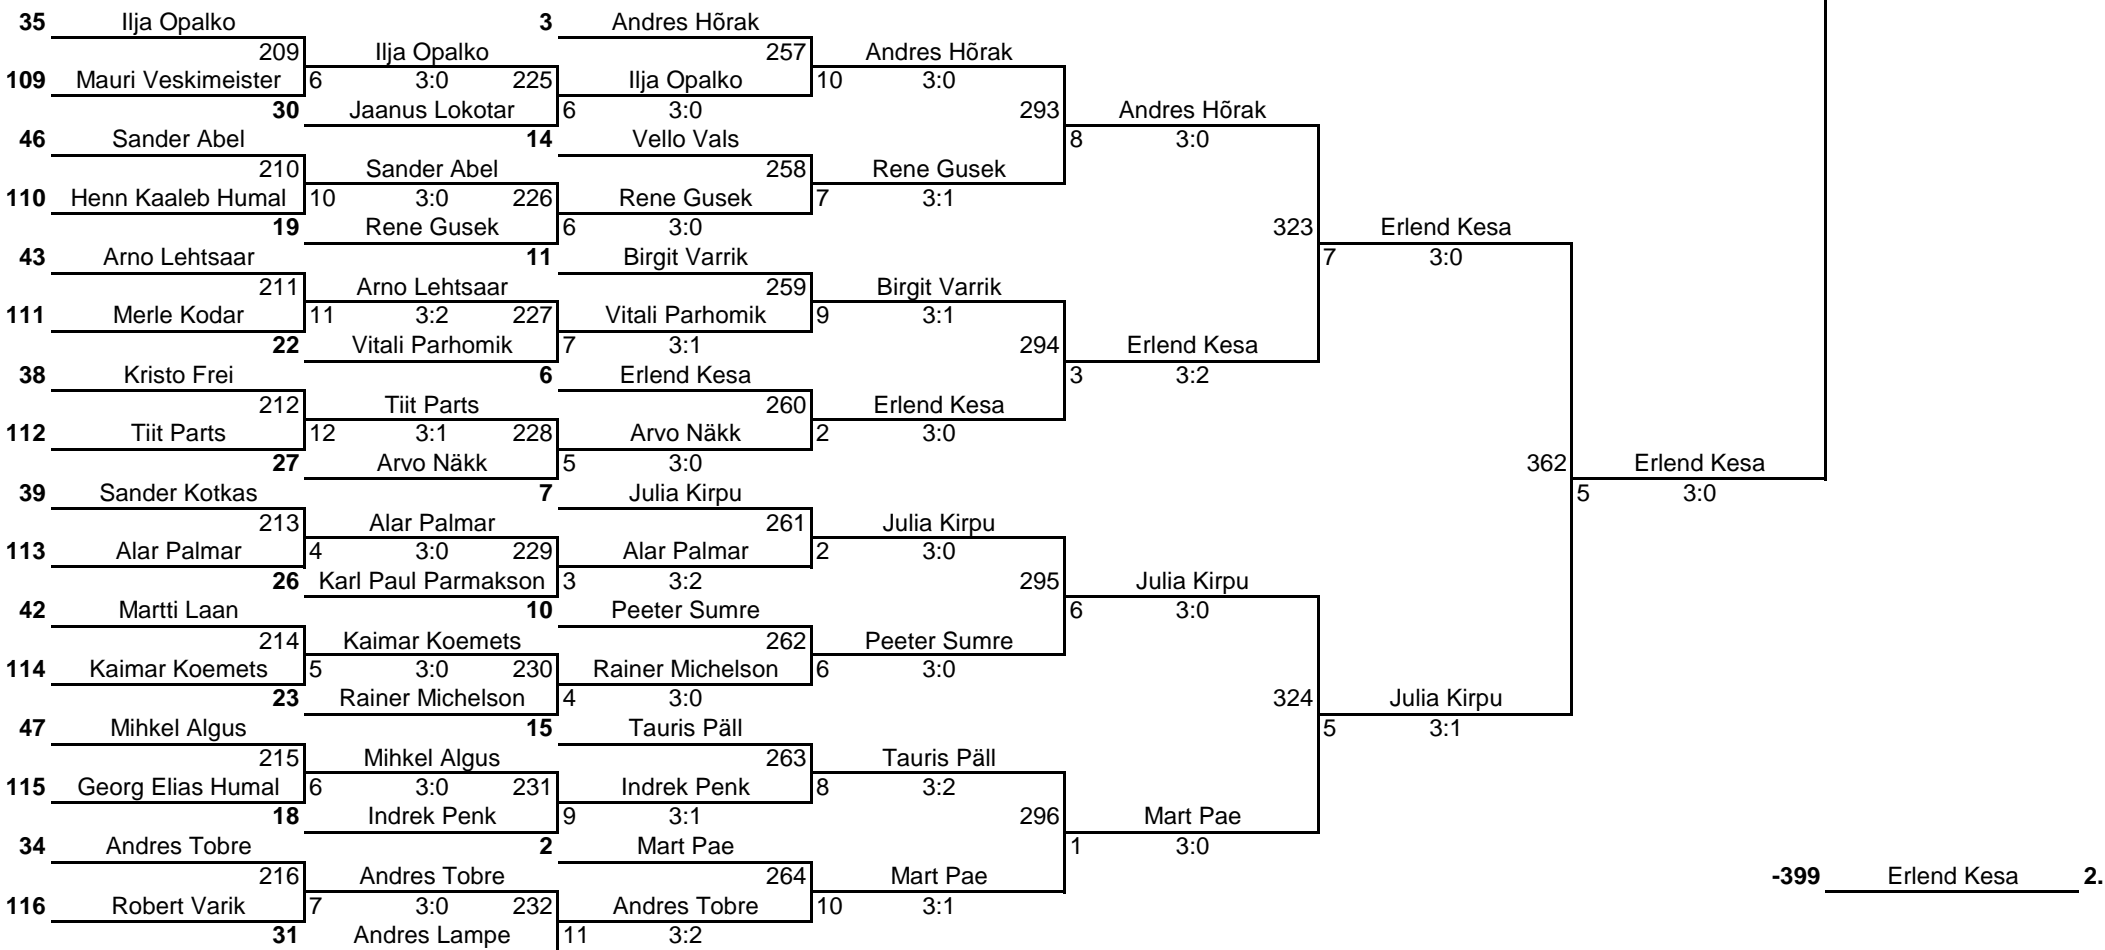 35 Ilja Opalko 3 Andres Hõrak
209 Ilja Opalko 257 Andres Hõrak
109 Mauri Veskimeister 6 3:0 225 Ilja Opalko 10 3:0
30 Jaanus Lokotar 6 3:0 293 Andres Hõrak
46 Sander Abel 14 Vello Vals 8 3:0
210 Sander Abel 258 Rene Gusek
110 Henn Kaaleb Humal 10 3:0 226 Rene Gusek 7 3:1
19 Rene Gusek 6 3:0 323 Erlend Kesa
43 Arno Lehtsaar 11 Birgit Varrik 7 3:0
211 Arno Lehtsaar 259 Birgit Varrik
111 Merle Kodar 11 3:2 227 Vitali Parhomik 9 3:1
22 Vitali Parhomik 7 3:1 294 Erlend Kesa
38 Kristo Frei 6 Erlend Kesa 3 3:2
212 Tiit Parts 260 Erlend Kesa
112 Tiit Parts 12 3:1 228 Arvo Näkk 2 3:0
27 Arvo Näkk 5 3:0 362 Erlend Kesa
39 Sander Kotkas 7 Julia Kirpu 5 3:0
213 Alar Palmar 261 Julia Kirpu
113 Alar Palmar 4 3:0 229 Alar Palmar 2 3:0
26 Karl Paul Parmakson 3 3:2 295 Julia Kirpu
42 Martti Laan 10 Peeter Sumre 6 3:0
214 Kaimar Koemets 262 Peeter Sumre
114 Kaimar Koemets 5 3:0 230 Rainer Michelson 6 3:0
23 Rainer Michelson 4 3:0 324 Julia Kirpu
47 Mihkel Algus 15 Tauris Päll 5 3:1
215 Mihkel Algus 263 Tauris Päll
115 Georg Elias Humal 6 3:0 231 Indrek Penk 8 3:2
18 Indrek Penk 9 3:1 296 Mart Pae
34 Andres Tobre 2 Mart Pae 1 3:0
216 Andres Tobre 264 Mart Pae -399 Erlend Kesa 2.
116 Robert Varik 7 3:0 232 Andres Tobre 10 3:1
31 Andres Lampe 11 3:2